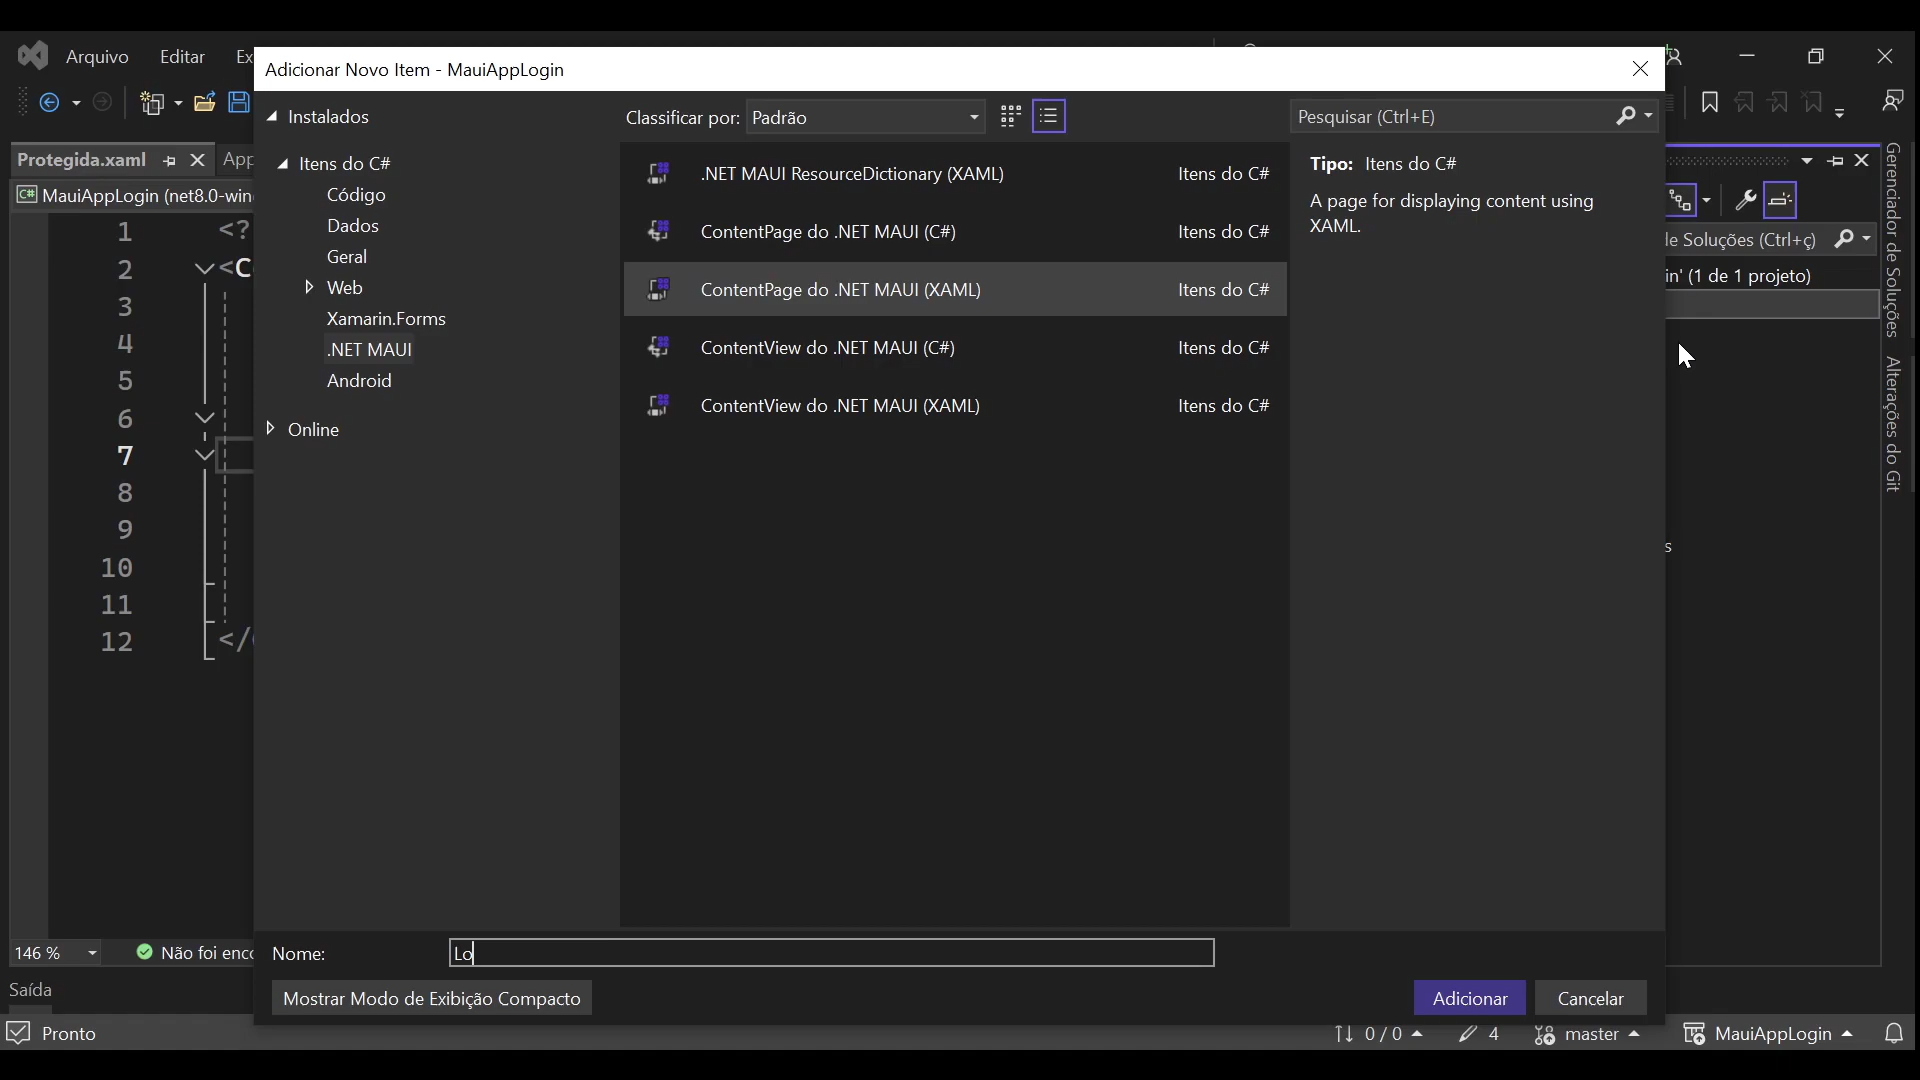 Arquivo Editar Ex
Adicionar Novo Item - MauiAppLogin
Instalados
Itens do C#
Código
Dados
Geral
Web
Xamarin.Forms
.NET MAUI
Android
Online
Classificar por: Padrão
Pesquisar (Ctrl+E)
.NET MAUI ResourceDictionary (XAML) Itens do C#
ContentPage do .NET MAUI (C#) Itens do C#
ContentPage do .NET MAUI (XAML) Itens do C#
ContentView do .NET MAUI (C#) Itens do C#
ContentView do .NET MAUI (XAML) Itens do C#
Tipo: Itens do C#
A page for displaying content using
XAML.
Nome: Lo
Mostrar Modo de Exibição Compacto
Adicionar Cancelar
Protegida.xaml App
C# MauiAppLogin (net8.0-win
1 <?
2 <C
3
4
5
6
7
8
9
10
11
12 </
146 % Não foi enco
Saída
Pronto
0 / 0 4 master MauiAppLogin
de Soluções (Ctrl+ç)
in' (1 de 1 projeto)
s
Gerenciador de Soluções
Alterações do Git